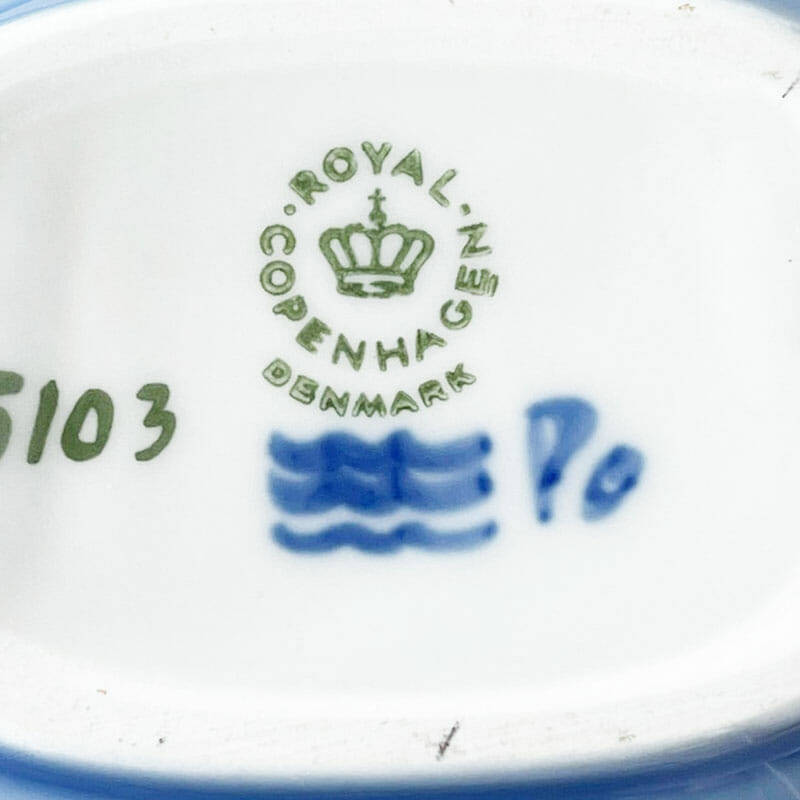 ROYAL
COPENHAGEN
DENMARK
5103
Po